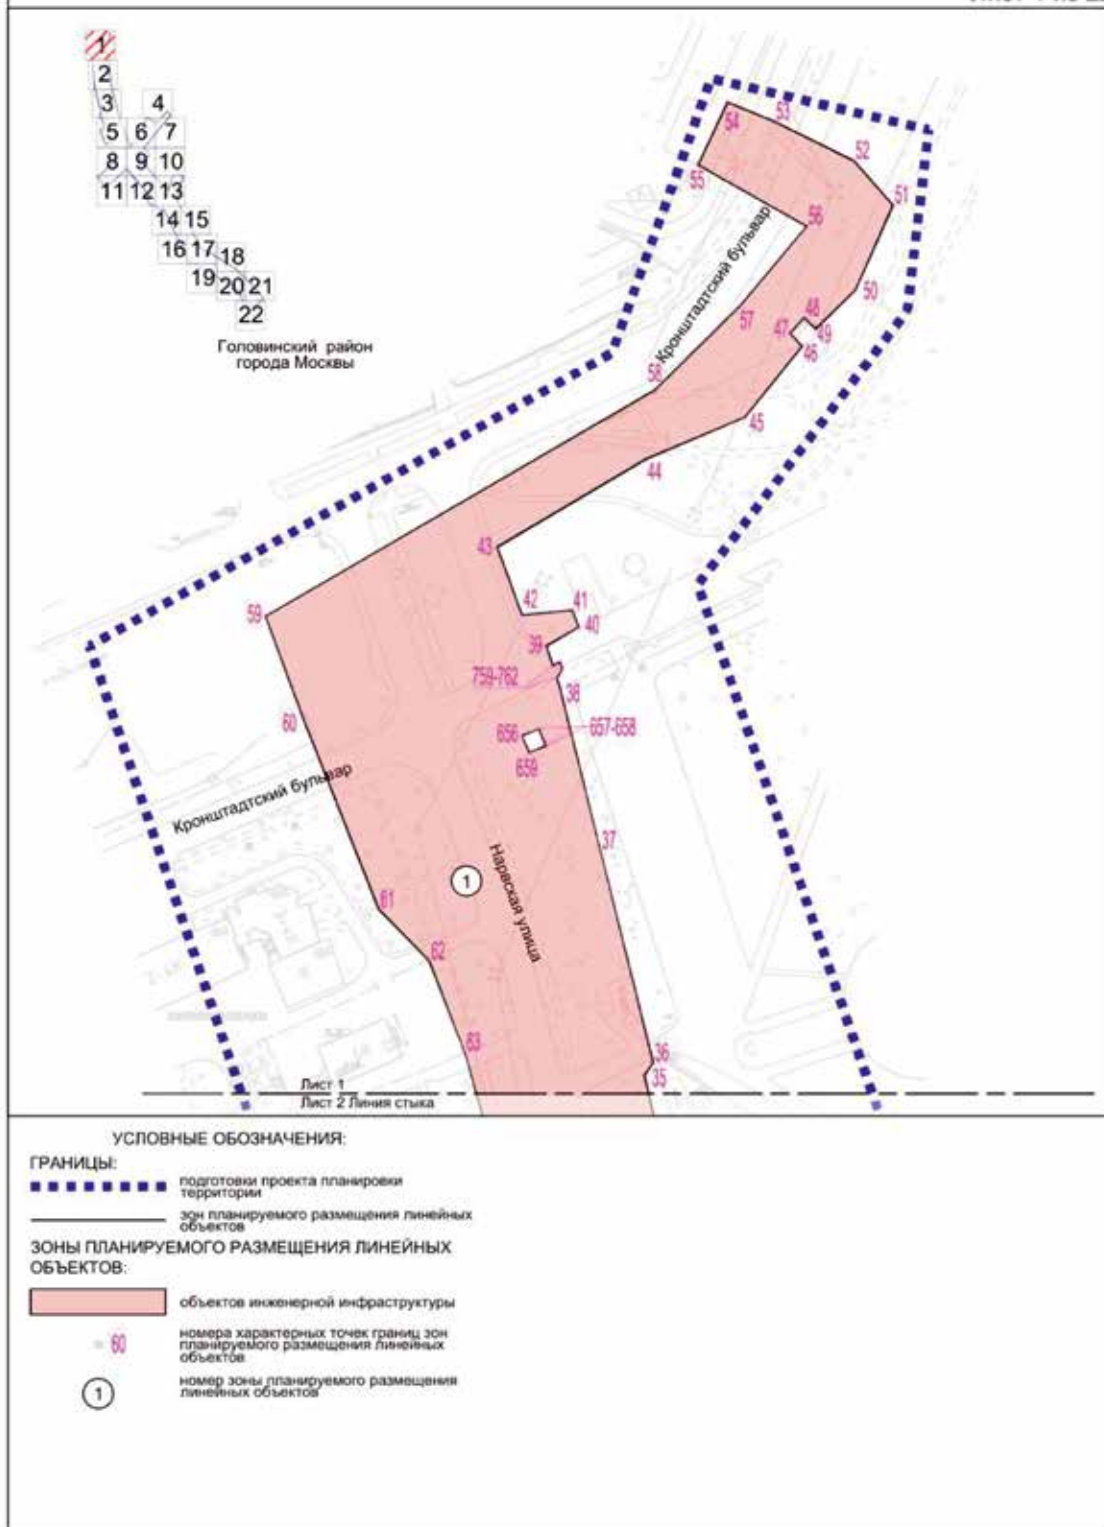 1
2
3 4
5 6 7
8 9 10
11 12 13
14 15
16 17 18
19 20 21
22
Головинский район
города Москвы
54
53
52
51
55
56
Кронштадтский бульвар
50
57
48
47
49
46
58
45
44
43
59
42
41
40
39
759-762
38
60
656
657-658
659
Кронштадтский бульвар
37
1
Нарвская улица
61
62
63
36
35
Лист 1
Лист 2 Линия стыка
УСЛОВНЫЕ ОБОЗНАЧЕНИЯ:
ГРАНИЦЫ:
подготовки проекта планировки
территории
зон планируемого размещения линейных
объектов
ЗОНЫ ПЛАНИРУЕМОГО РАЗМЕЩЕНИЯ ЛИНЕЙНЫХ
ОБЪЕКТОВ:
объектов инженерной инфраструктуры
60
номера характерных точек границ зон
планируемого размещения линейных
объектов
1
номер зоны планируемого размещения
линейных объектов